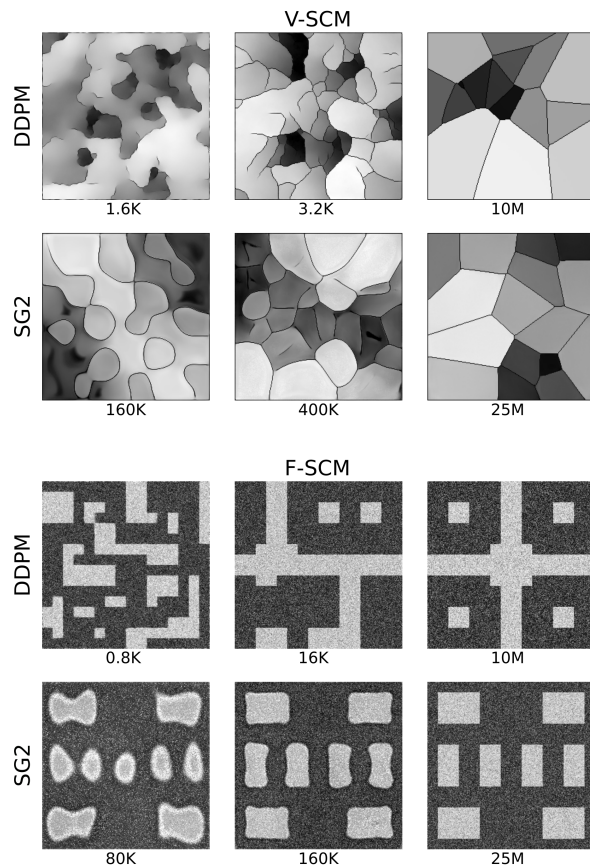 V-SCM
DDPM
1.6K
3.2K
10M
SG2
160K
400K
25M
F-SCM
DDPM
0.8K
16K
10M
SG2
80K
160K
25M